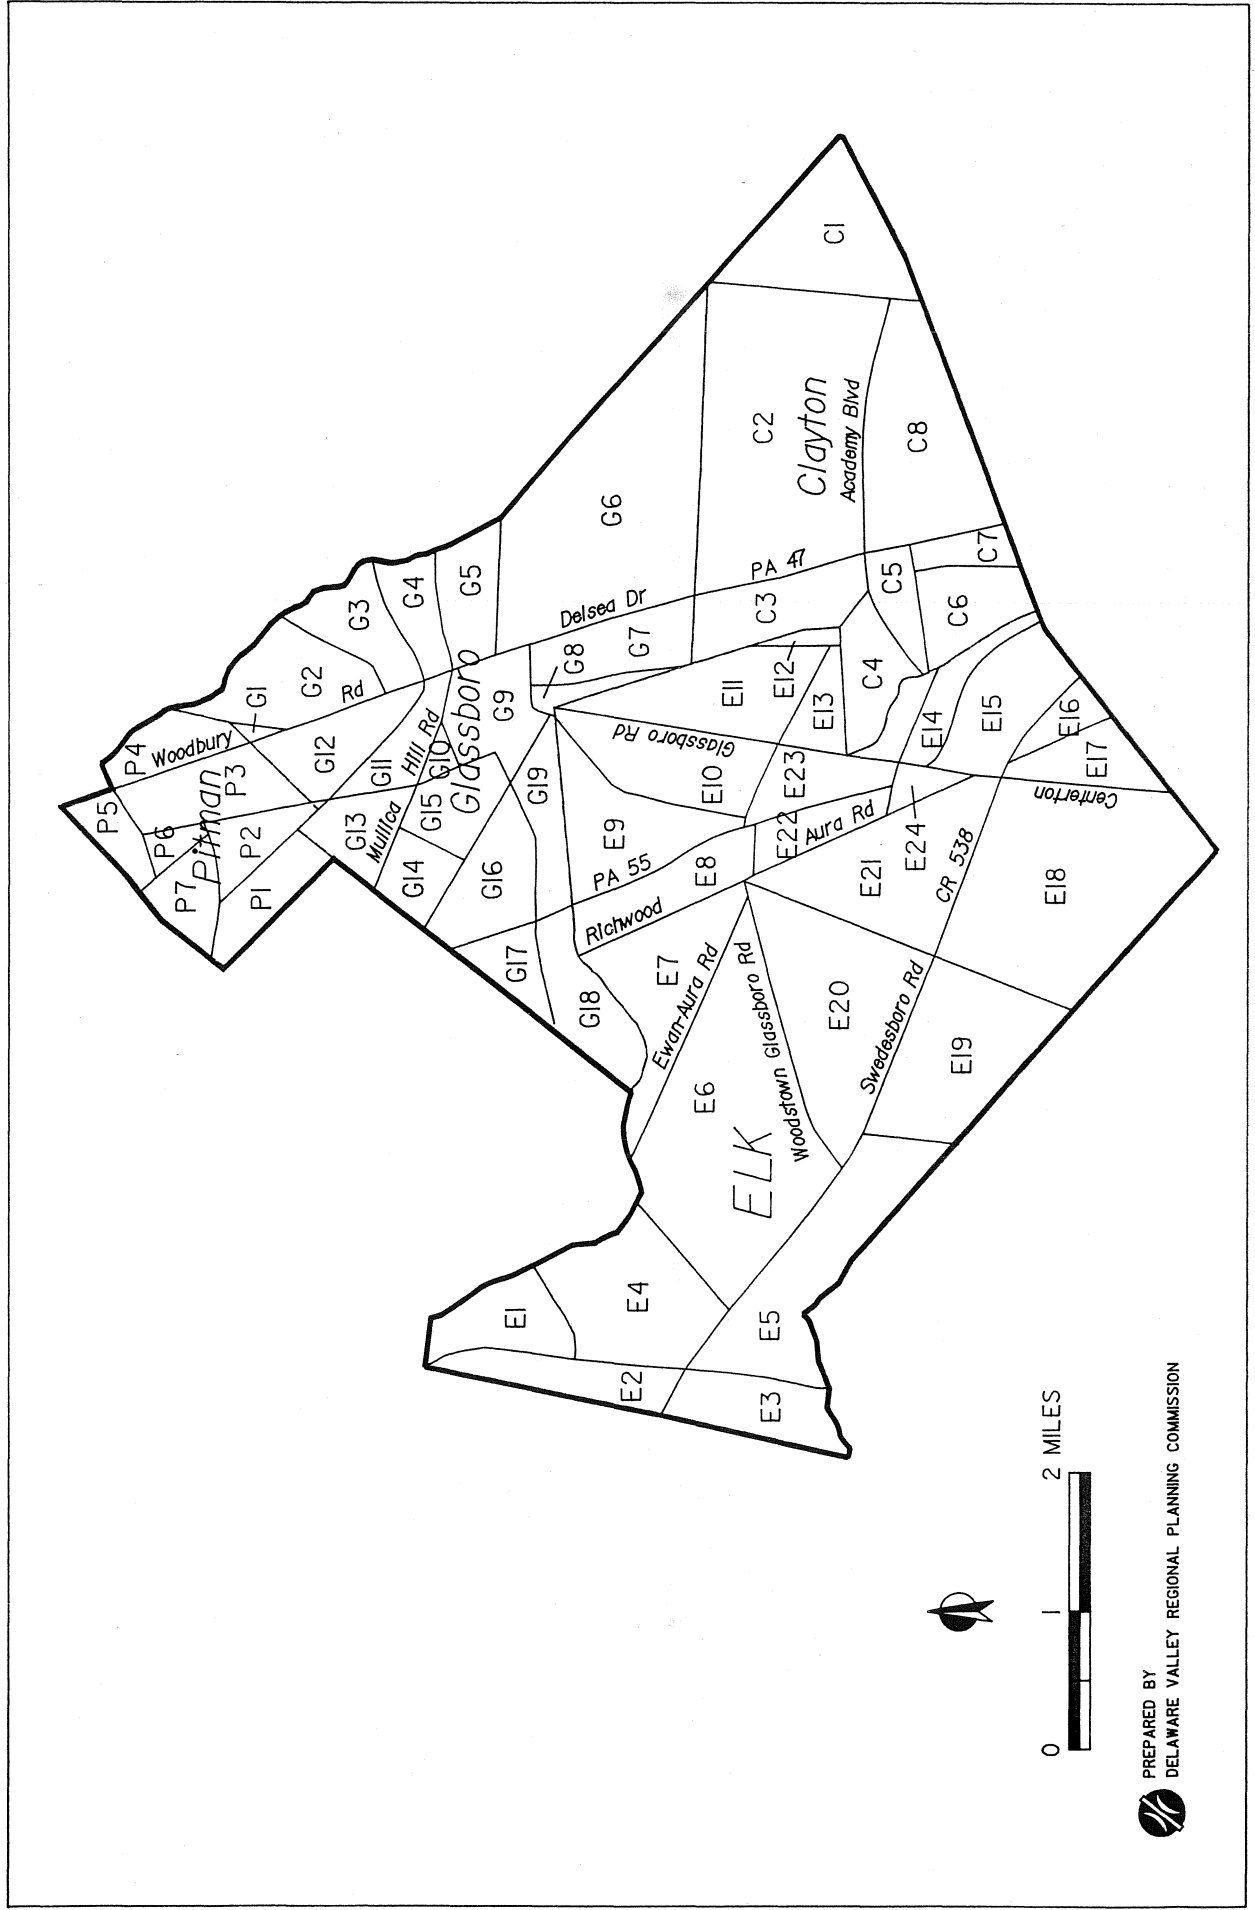 P4
P5
Woodbury
Rd
G1
G2
G3
G4
G5
G6
P3
P6
Pitman
P2
P7
P1
G12
G11
Mullica
Hill Rd
G10
Glassboro
G13
G15
G14
G9
G8
G7
Delsea Dr
PA 47
G19
G16
G17
G18
C1
C2
Clayton
Academy Blvd
C8
C3
C5
C7
C6
C4
E11
E12
E13
Glassboro Rd
E10
E23
E14
E15
E16
E17
Centerton
E9
PA 55
E8
E22
Aura Rd
E24
E21
CR 538
E18
Richwood
E7
Ewan-Aura Rd
Woodstown Glassboro Rd
E20
Swedesboro Rd
E19
E6
ELK
E1
E4
E5
E2
E3
0 1 2 MILES
PREPARED BY
DELAWARE VALLEY REGIONAL PLANNING COMMISSION